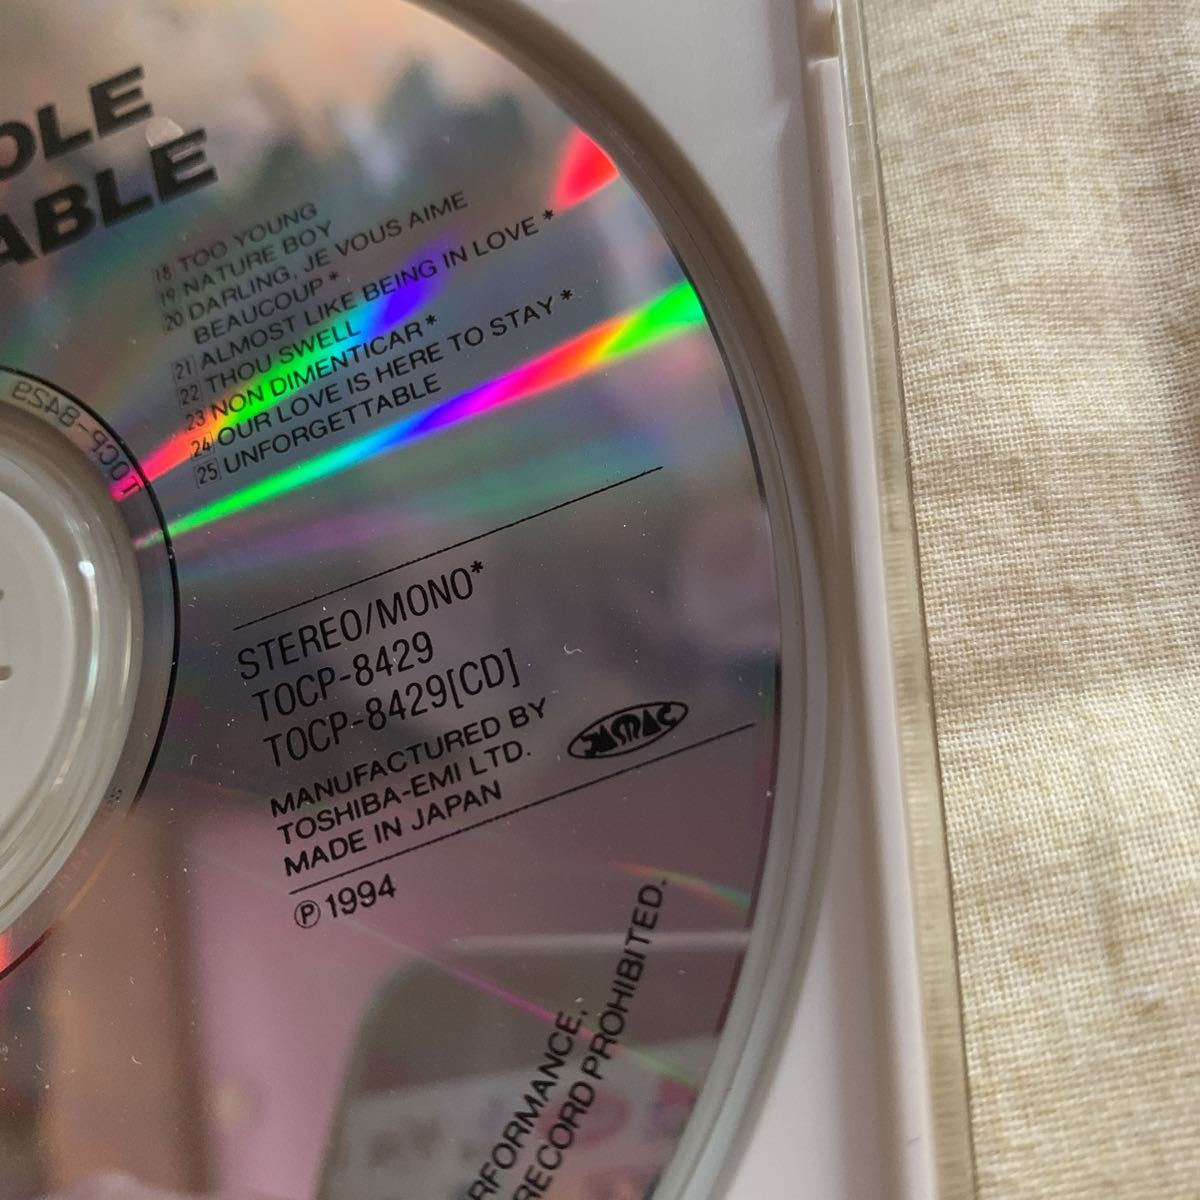 OLE
ABLE
18 TOO YOUNG
19 NATURE BOY
20 DARLING, JE VOUS AIME
BEAUCOUP *
21 ALMOST LIKE BEING IN LOVE *
22 THOU SWELL
23 NON DIMENTICAR *
24 OUR LOVE IS HERE TO STAY *
25 UNFORGETTABLE
TOCP-8429
STEREO/MONO*
TOCP-8429
TOCP-8429[CD]
MANUFACTURED BY
TOSHIBA-EMI LTD.
MADE IN JAPAN
JASRAC
Ⓟ1994
RFORMANCE,
RECORD PROHIBITED.